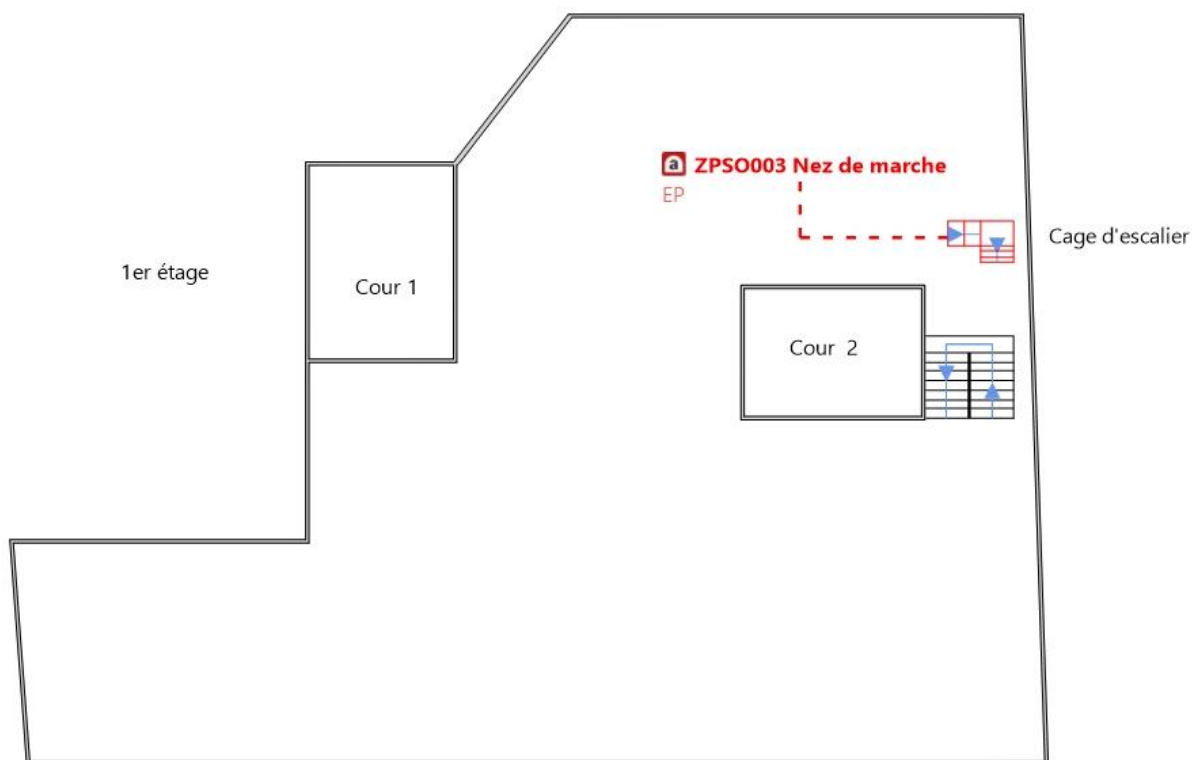 a ZPSO003 Nez de marche
EP
Cage d'escalier
1er étage
Cour 1
Cour 2